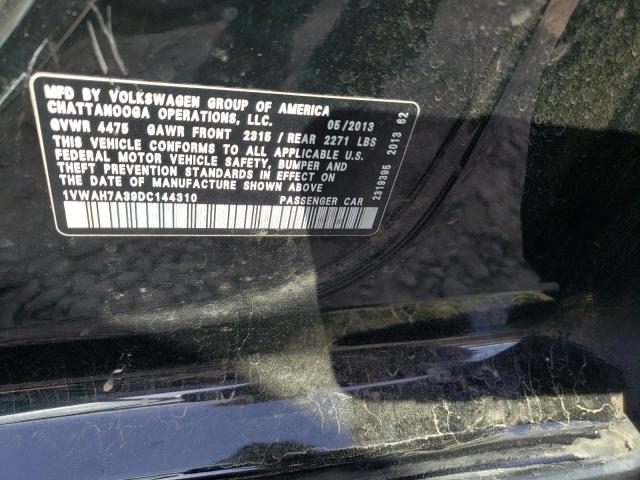 MFD BY VOLKSWAGEN GROUP OF AMERICA
CHATTANOOGA OPERATIONS, LLC. 05/2013
GVWR 4475 GAWR FRONT 2315 / REAR 2271 LBS
THIS VEHICLE CONFORMS TO ALL APPLICABLE U.S.
FEDERAL MOTOR VEHICLE SAFETY, BUMPER AND
THEFT PREVENTION STANDARDS IN EFFECT ON
THE DATE OF MANUFACTURE SHOWN ABOVE
1VWAH7A39DC144310 PASSENGER CAR
2319395 2013 62